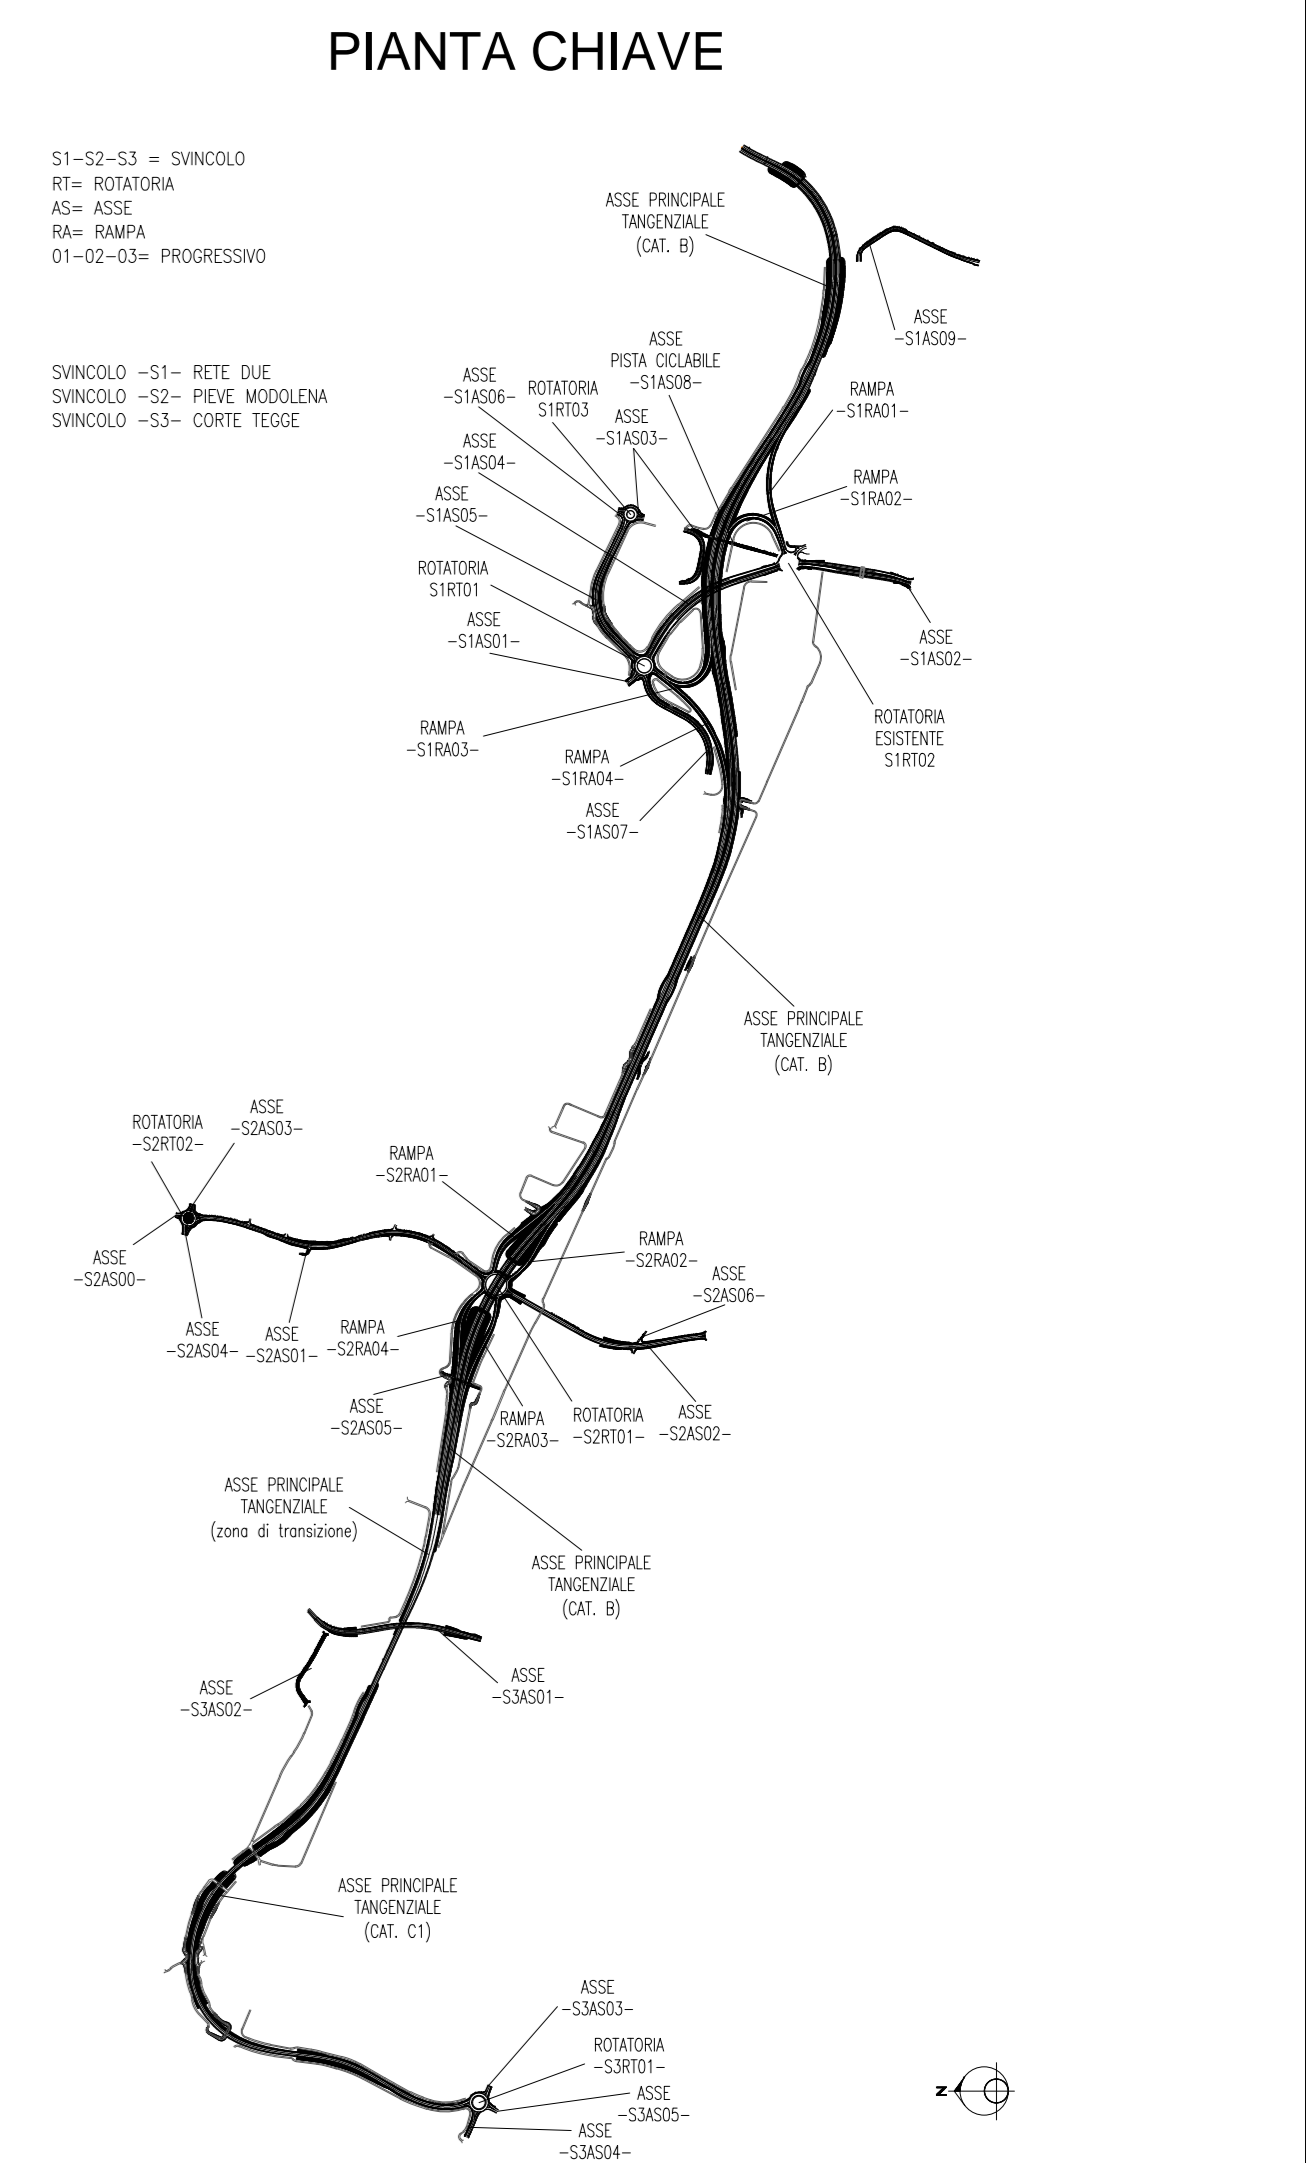 PIANTA CHIAVE
S1-S2-S3 = SVINCOLO
RT= ROTATORIA
AS= ASSE
RA= RAMPA
01-02-03= PROGRESSIVO
SVINCOLO -S1- RETE DUE
SVINCOLO -S2- PIEVE MODOLENA
SVINCOLO -S3- CORTE TEGGE
ASSE PRINCIPALE
TANGENZIALE
(CAT. B)
ASSE
-S1AS09-
ASSE
PISTA CICLABILE
-S1AS08-
ASSE
-S1AS06-
ROTATORIA
S1RT03
ASSE
-S1AS03-
RAMPA
-S1RA01-
ASSE
-S1AS04-
RAMPA
-S1RA02-
ASSE
-S1AS05-
ROTATORIA
S1RT01
ASSE
-S1AS01-
ASSE
-S1AS02-
RAMPA
-S1RA03-
ROTATORIA
ESISTENTE
S1RT02
RAMPA
-S1RA04-
ASSE
-S1AS07-
ASSE PRINCIPALE
TANGENZIALE
(CAT. B)
ROTATORIA
-S2RT02-
ASSE
-S2AS03-
RAMPA
-S2RA01-
ASSE
-S2AS00-
RAMPA
-S2RA02-
ASSE
-S2AS06-
ASSE
-S2AS04-
ASSE
-S2AS01-
RAMPA
-S2RA04-
ASSE
-S2AS05-
RAMPA
-S2RA03-
ROTATORIA
-S2RT01-
ASSE
-S2AS02-
ASSE PRINCIPALE
TANGENZIALE
(zona di transizione)
ASSE PRINCIPALE
TANGENZIALE
(CAT. B)
ASSE
-S3AS02-
ASSE
-S3AS01-
ASSE PRINCIPALE
TANGENZIALE
(CAT. C1)
ASSE
-S3AS03-
ROTATORIA
-S3RT01-
ASSE
-S3AS05-
ASSE
-S3AS04-
N